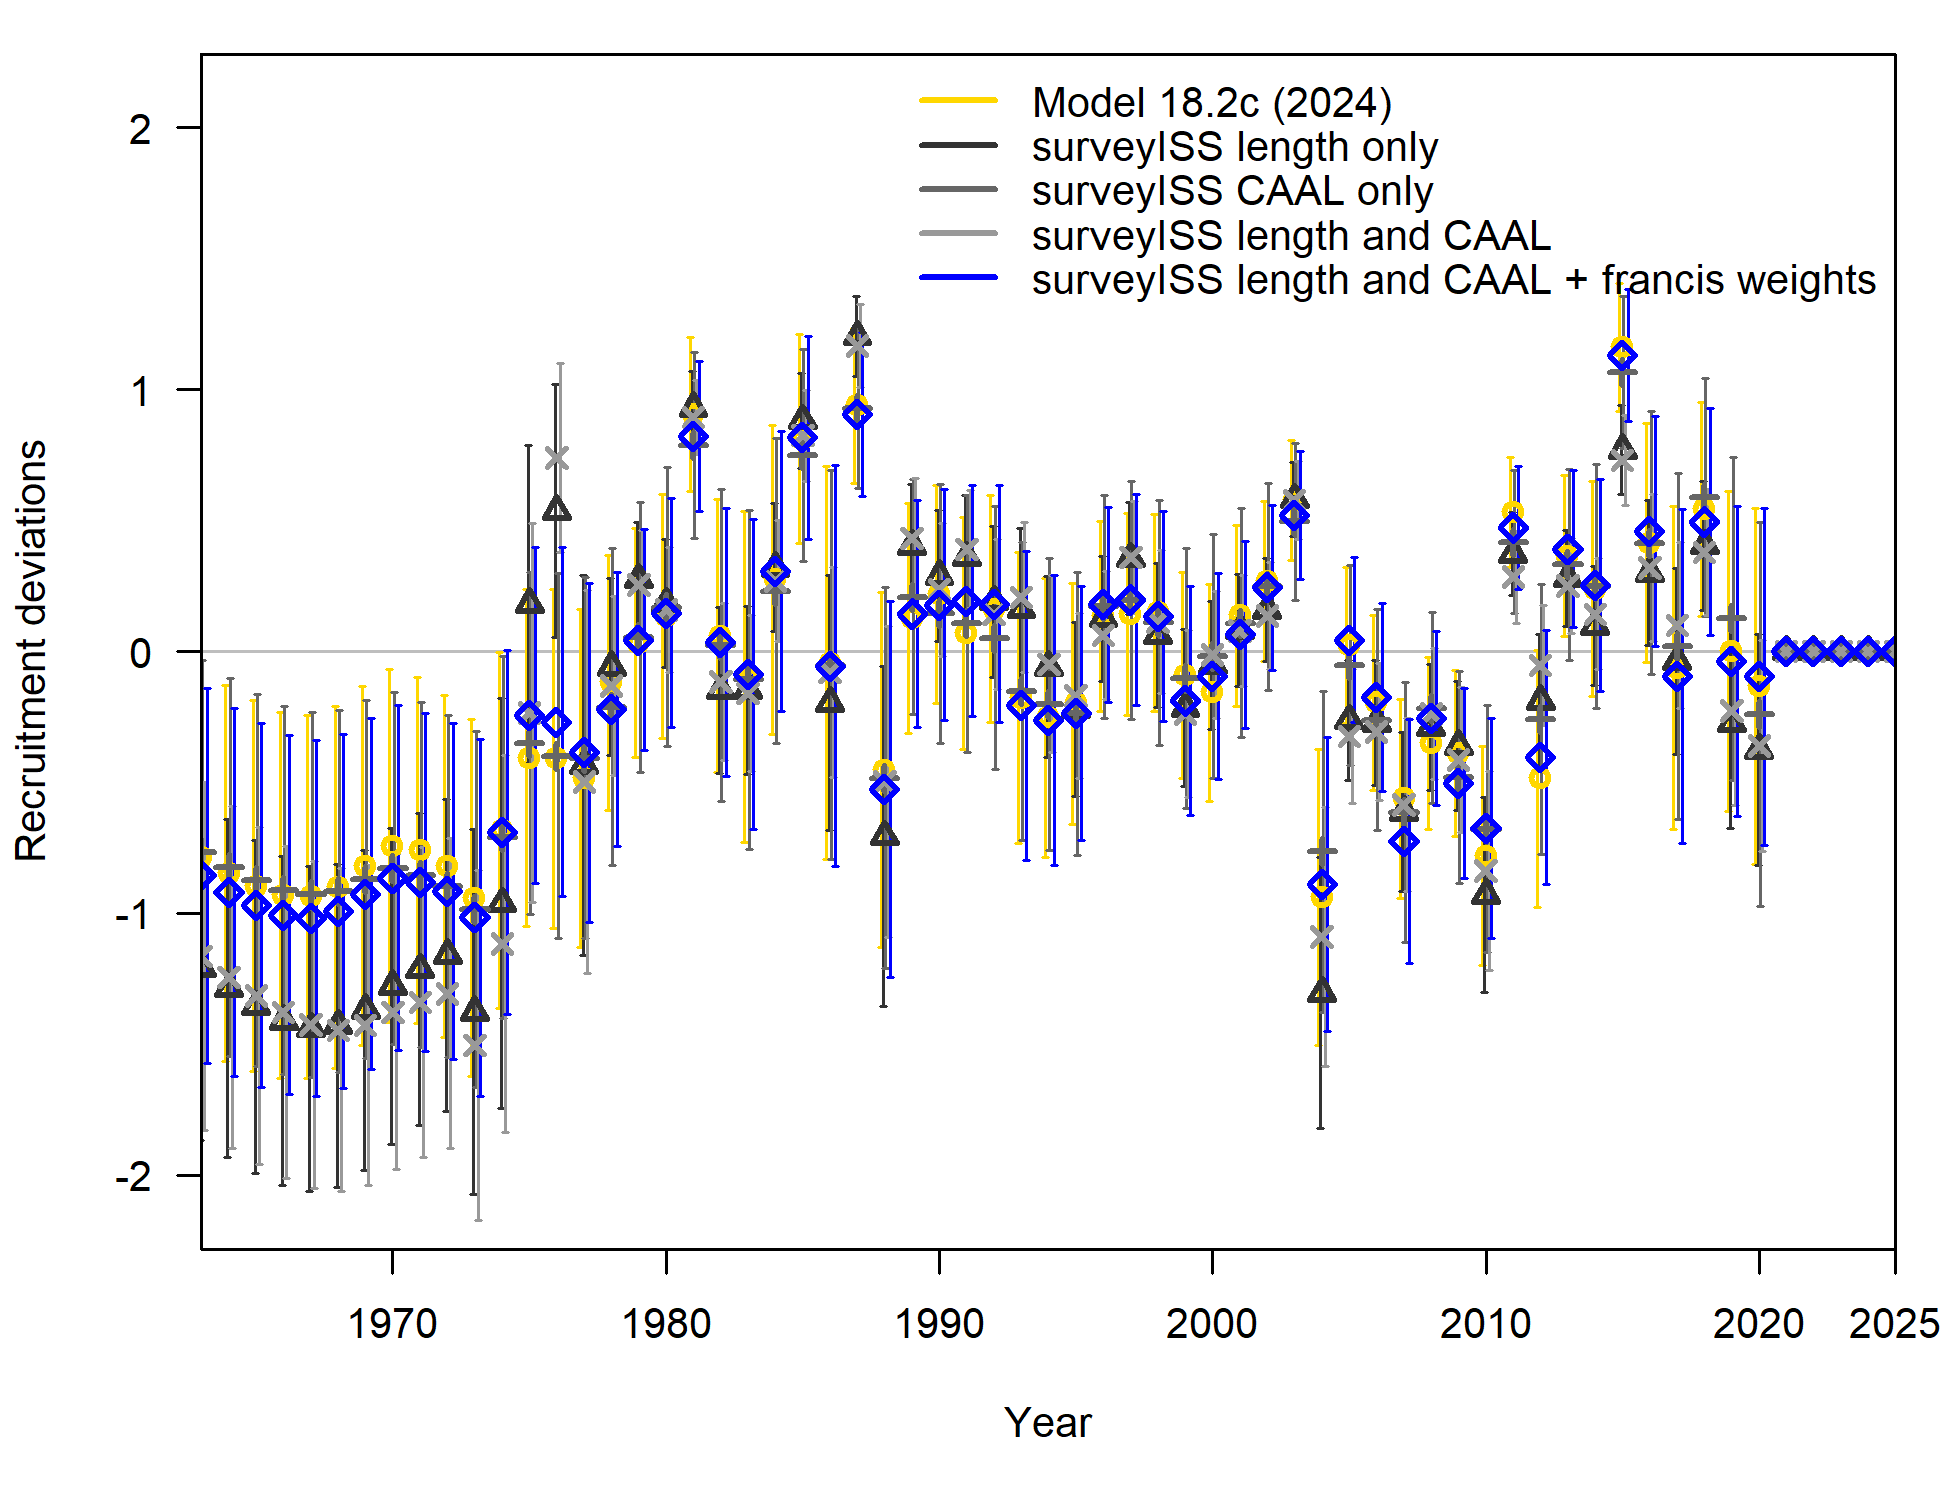 Model 18.2c (2024)
surveyISS length only
surveyISS CAAL only
surveyISS length and CAAL
surveyISS length and CAAL + francis weights
2
1
0
-1
-2
Recruitment deviations
1970 1980 1990 2000 2010 2020 2025
Year